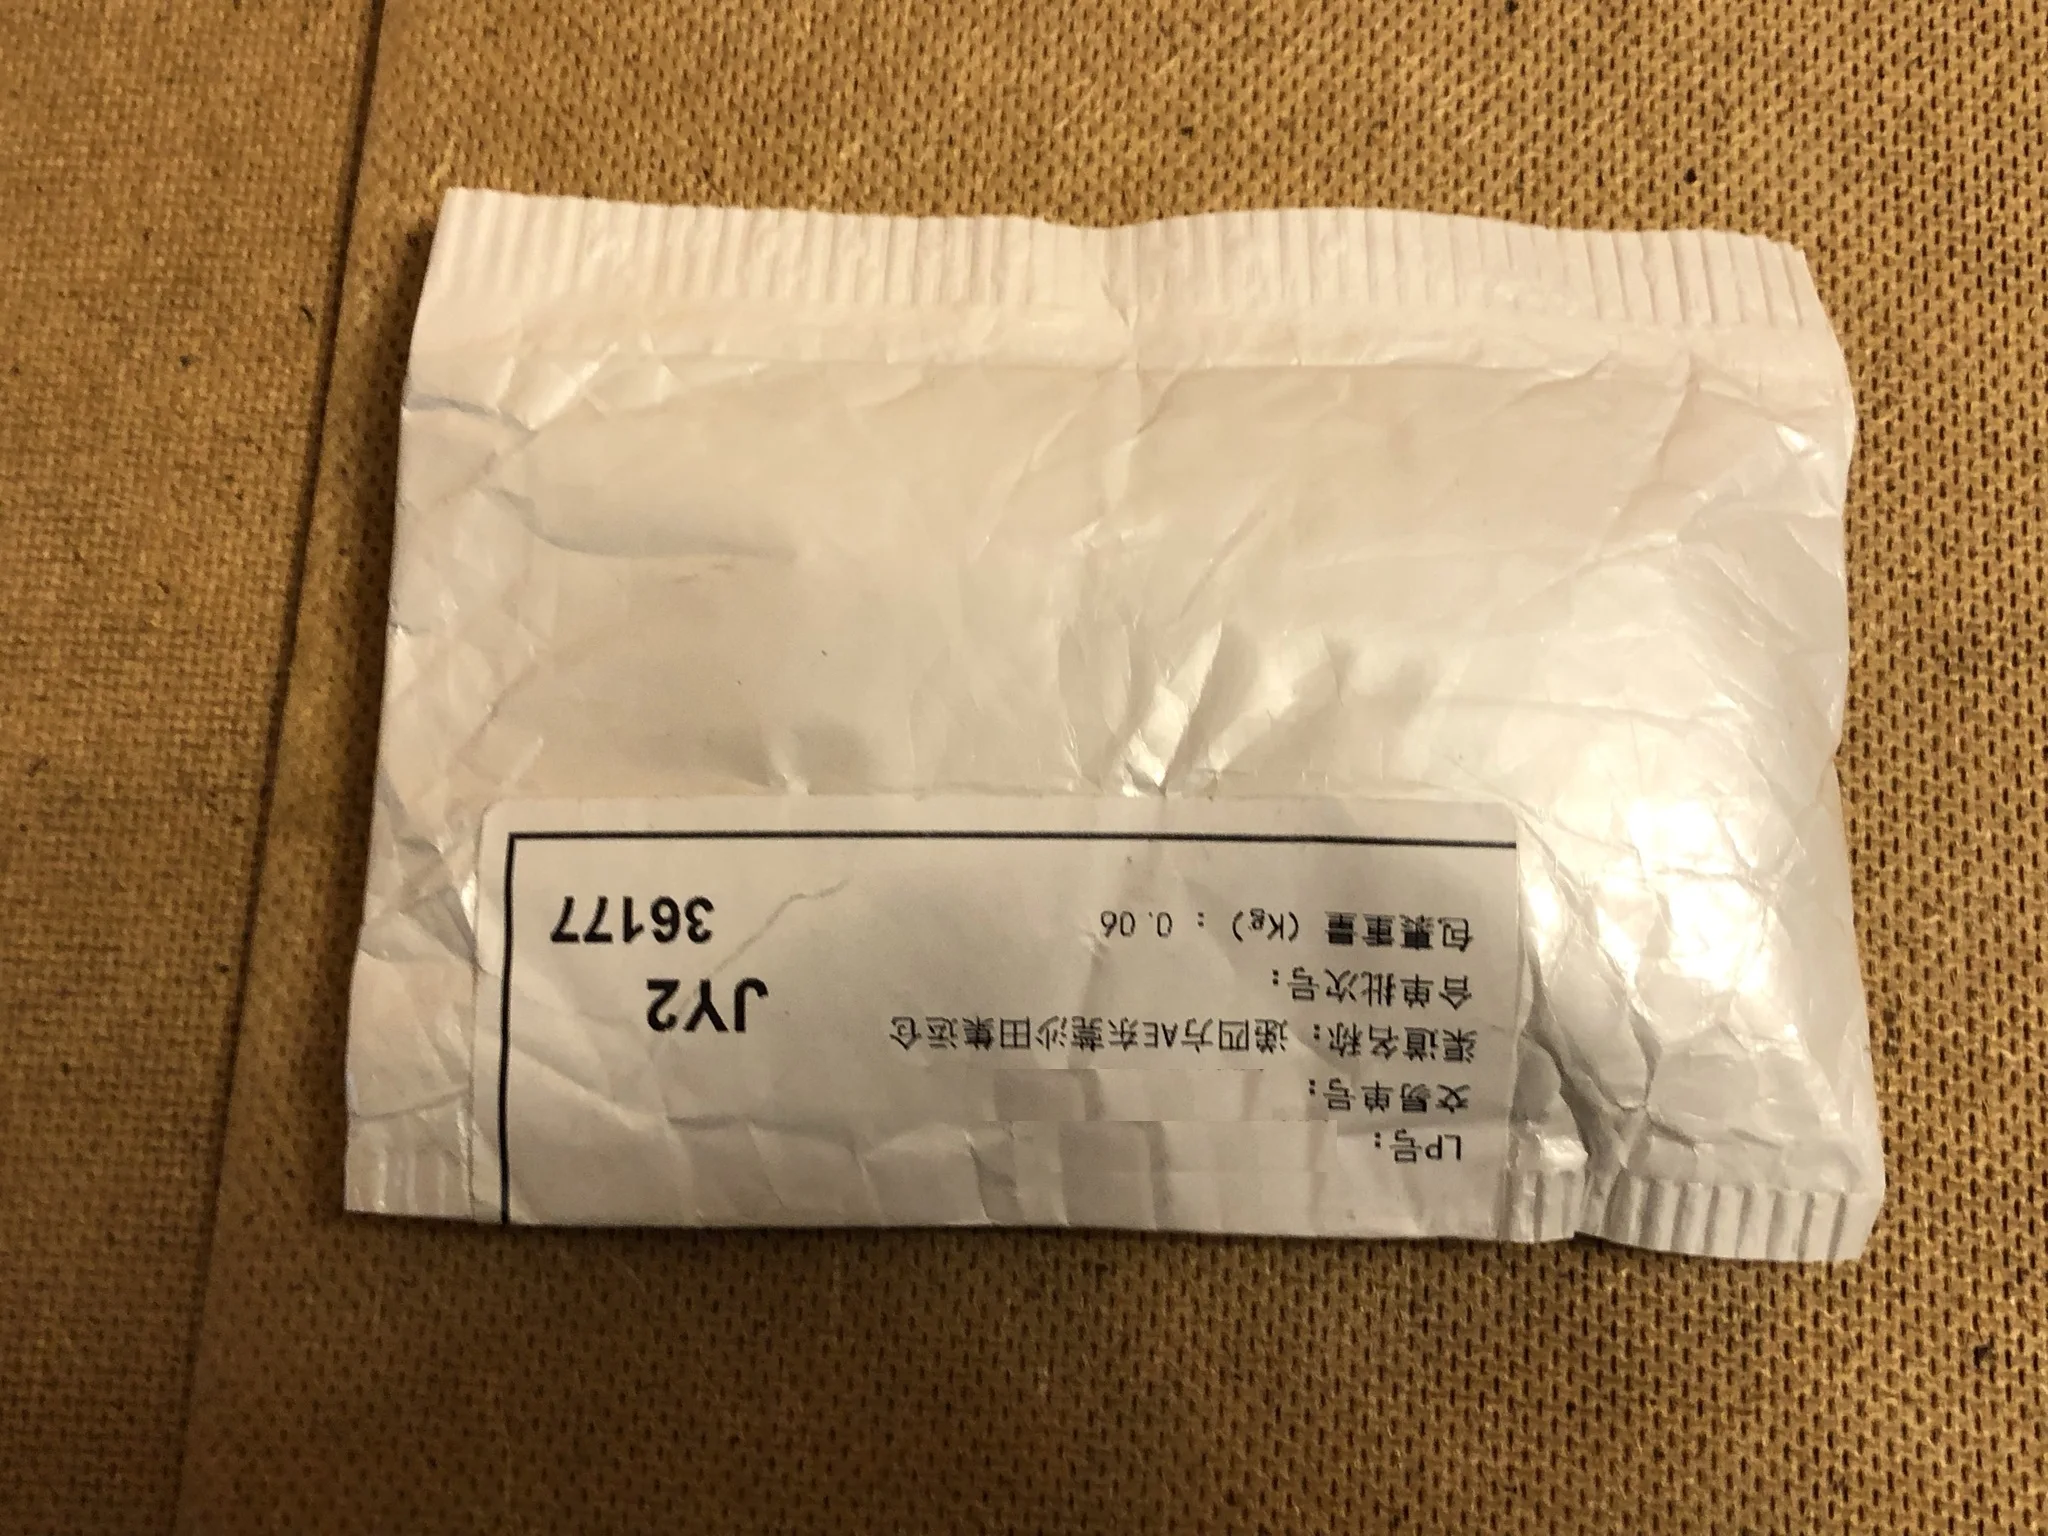 LP号:
交易单号:
渠道名称: 递四方AE东莞沙田集运仓
JY2
合单批次号:
包裹重量 (Kg) : 0.06
36177